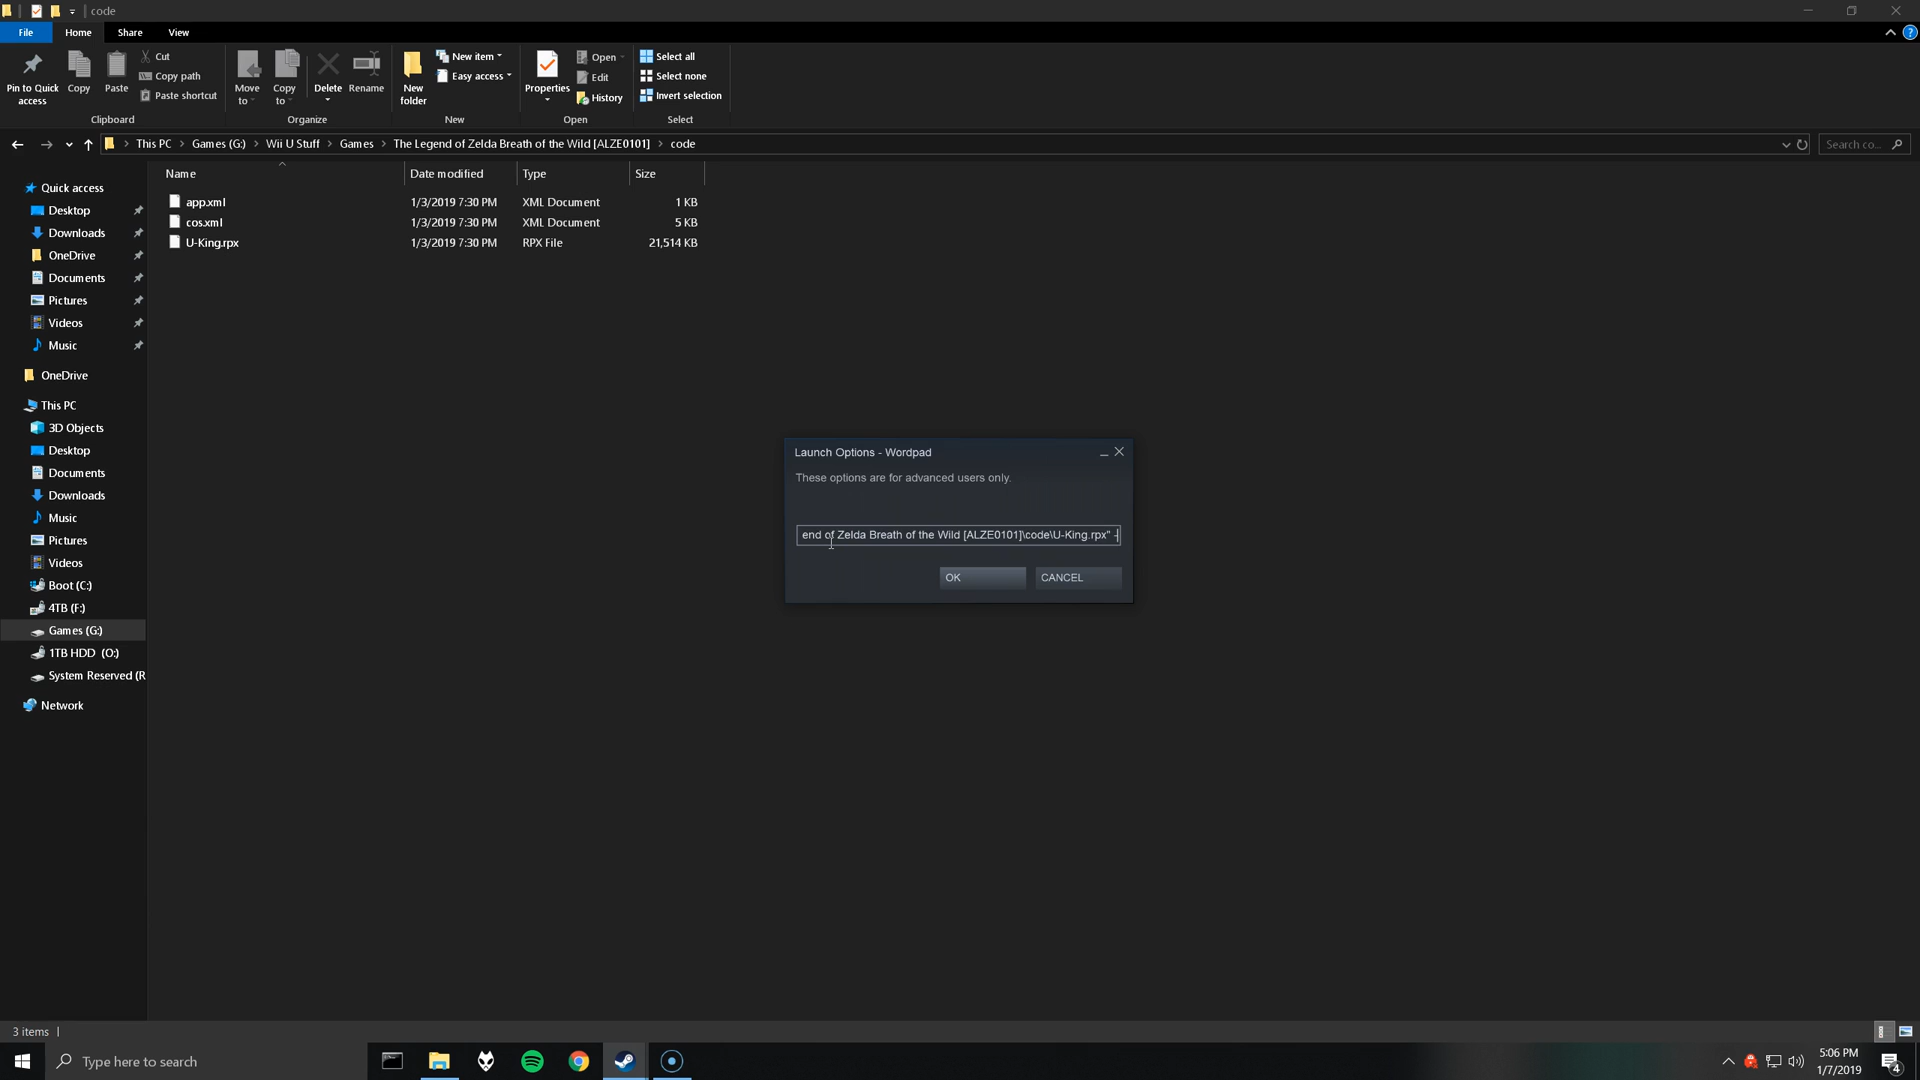 code
File
Home
Share
View
Pin to Quick
access
Copy
Paste
Cut
Copy path
Paste shortcut
Clipboard
Move
to
Copy
to
Delete
Rename
Organize
New
folder
New item
Easy access
New
Properties
Open
Edit
History
Open
Select all
Select none
Invert selection
Select
This PC > Games (G:) > Wii U Stuff > Games > The Legend of Zelda Breath of the Wild [ALZE0101] > code
Search co...
Name Date modified Type Size
app.xml 1/3/2019 7:30 PM XML Document 1 KB
cos.xml 1/3/2019 7:30 PM XML Document 5 KB
U-King.rpx 1/3/2019 7:30 PM RPX File 21,514 KB
Quick access
Desktop
Downloads
OneDrive
Documents
Pictures
Videos
Music
OneDrive
This PC
3D Objects
Desktop
Documents
Downloads
Music
Pictures
Videos
Boot (C:)
4TB (F:)
Games (G:)
1TB HDD (O:)
System Reserved (R
Network
Launch Options - Wordpad
These options are for advanced users only.
end of Zelda Breath of the Wild [ALZE0101]\code\U-King.rpx" -
OK
CANCEL
3 items
Type here to search
5:06 PM
1/7/2019
4